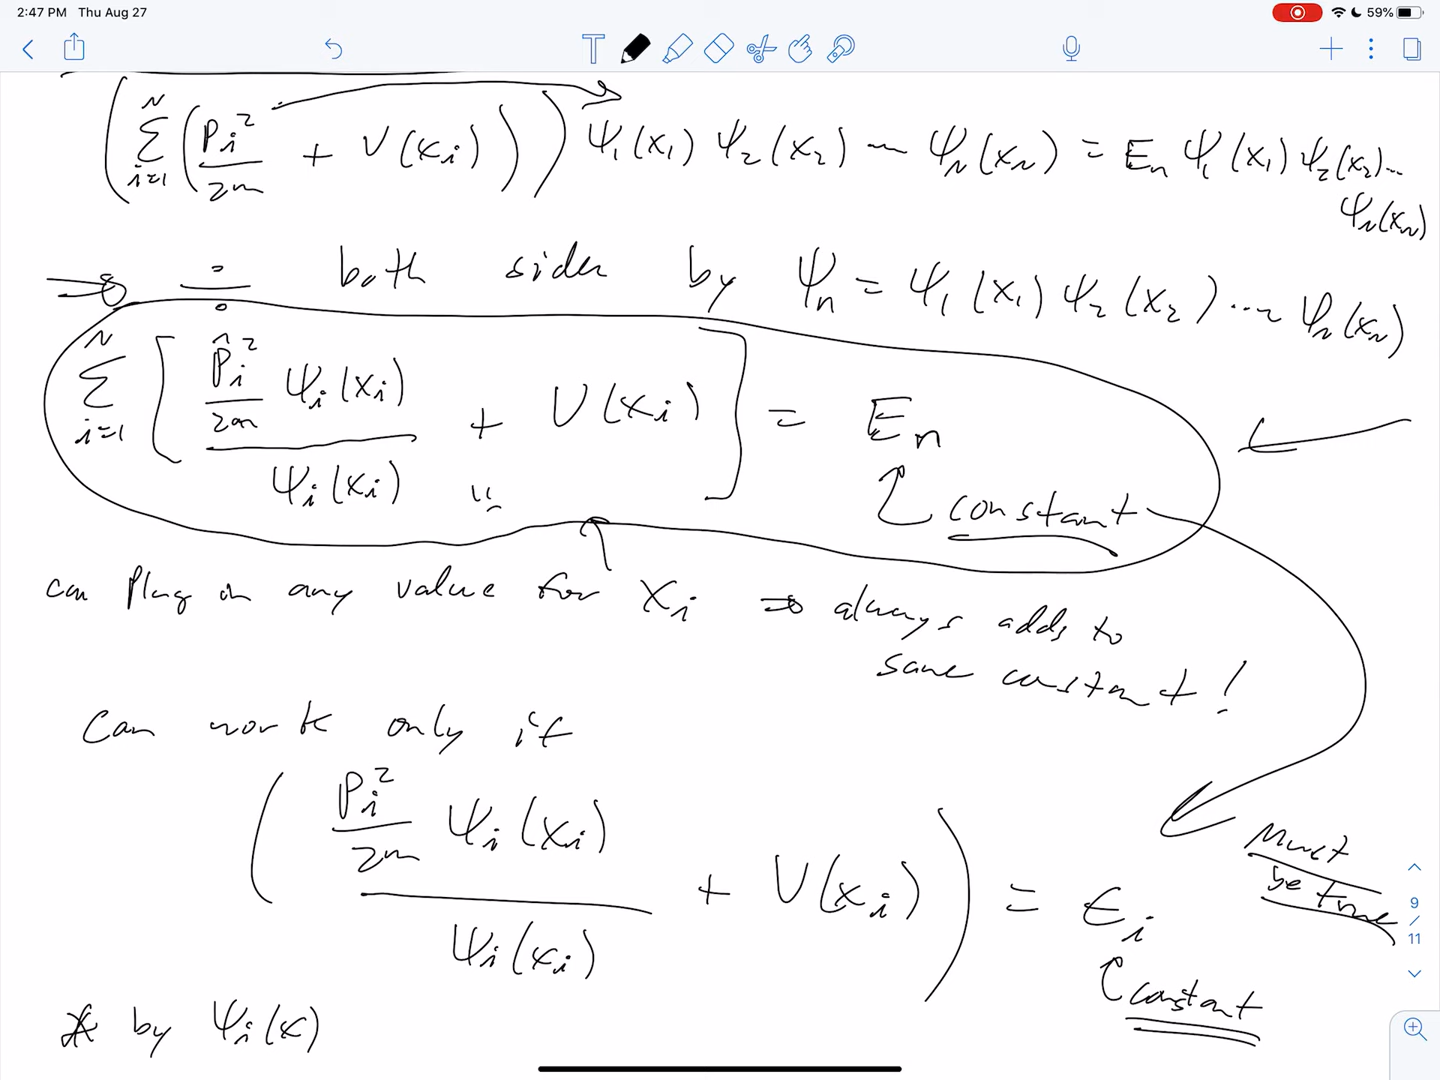 2:47 PM Thu Aug 27 59%
T
(∑_{i=1}^{N} (P_i^2/2m + V(x_i))) Ψ_1(x_1) Ψ_2(x_2) ~ Ψ_N(x_N) = E_n Ψ_1(x_1) Ψ_2(x_2)...
Ψ_N(x_N)
⇒ ÷ both sides by Ψ_n = Ψ_1(x_1) Ψ_2(x_2) ... Ψ_N(x_N)
∑_{i=1}^{N} [ (P̂_i^2/2m Ψ_i(x_i))/Ψ_i(x_i) + V(x_i) ] = E_n
↑ constant
can plug in any value for x_i ⇒ always adds to
same constant!
Can work only if
( (P_i^2/2m Ψ_i(x_i))/Ψ_i(x_i) + V(x_i) ) = ϵ_i
↑ constant
Must
be true
9
/
11
* by Ψ_i(x)